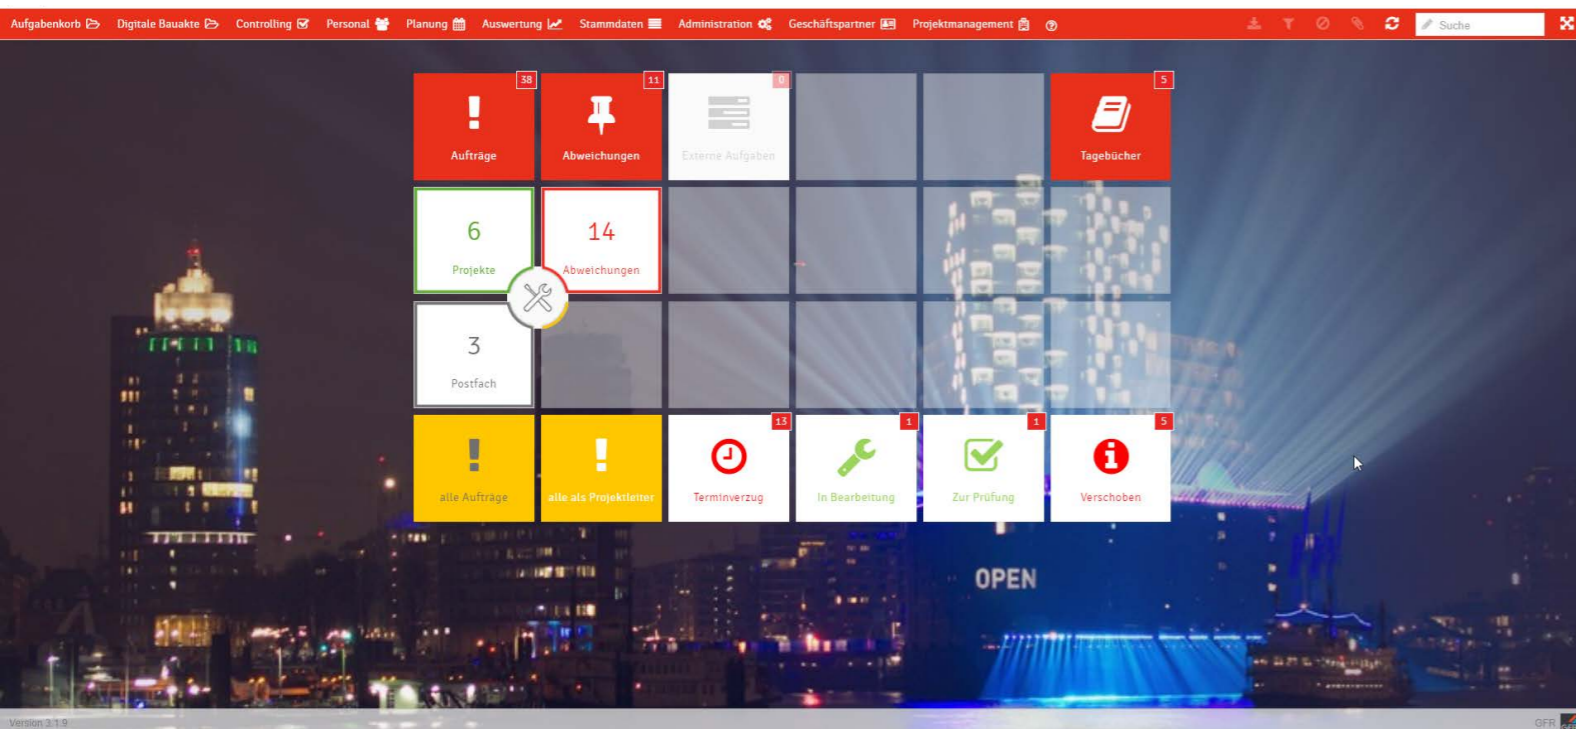 Aufgabenkorb Digitale Bauakte Controlling Personal Planung Auswertung Stammdaten Administration Geschäftspartner Projektmanagement Suche
38 11 0 5
Aufträge Abweichungen Externe Aufgaben Tagebücher
6 14
Projekte Abweichungen
3
Postfach
13 1 1 5
alle Aufträge alle als Projektleiter Terminverzug In Bearbeitung Zur Prüfung Verschoben
OPEN
Version 3.1.9 GFR